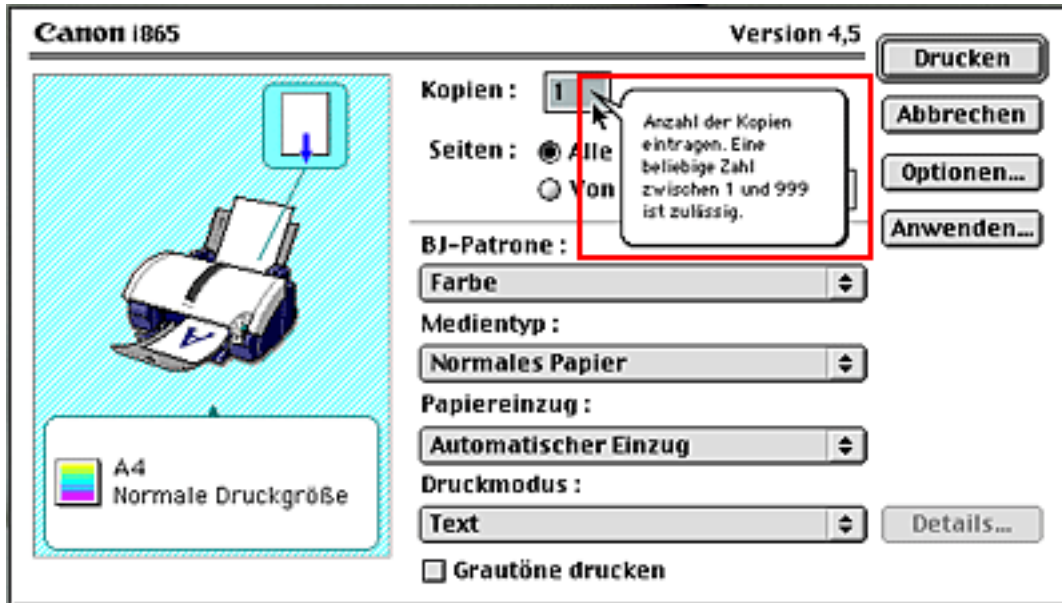 Canon i865
Version 4,5
Drucken
Kopien :
1
Anzahl der Kopien
eintragen. Eine
beliebige Zahl
zwischen 1 und 999
ist zulässig.
Abbrechen
Seiten :
Alle
Optionen...
Von
Anwenden...
BJ-Patrone :
Farbe
Medientyp :
Normales Papier
Papiereinzug :
Automatischer Einzug
A4
Normale Druckgröße
Druckmodus :
Text
Details...
Grautöne drucken
A